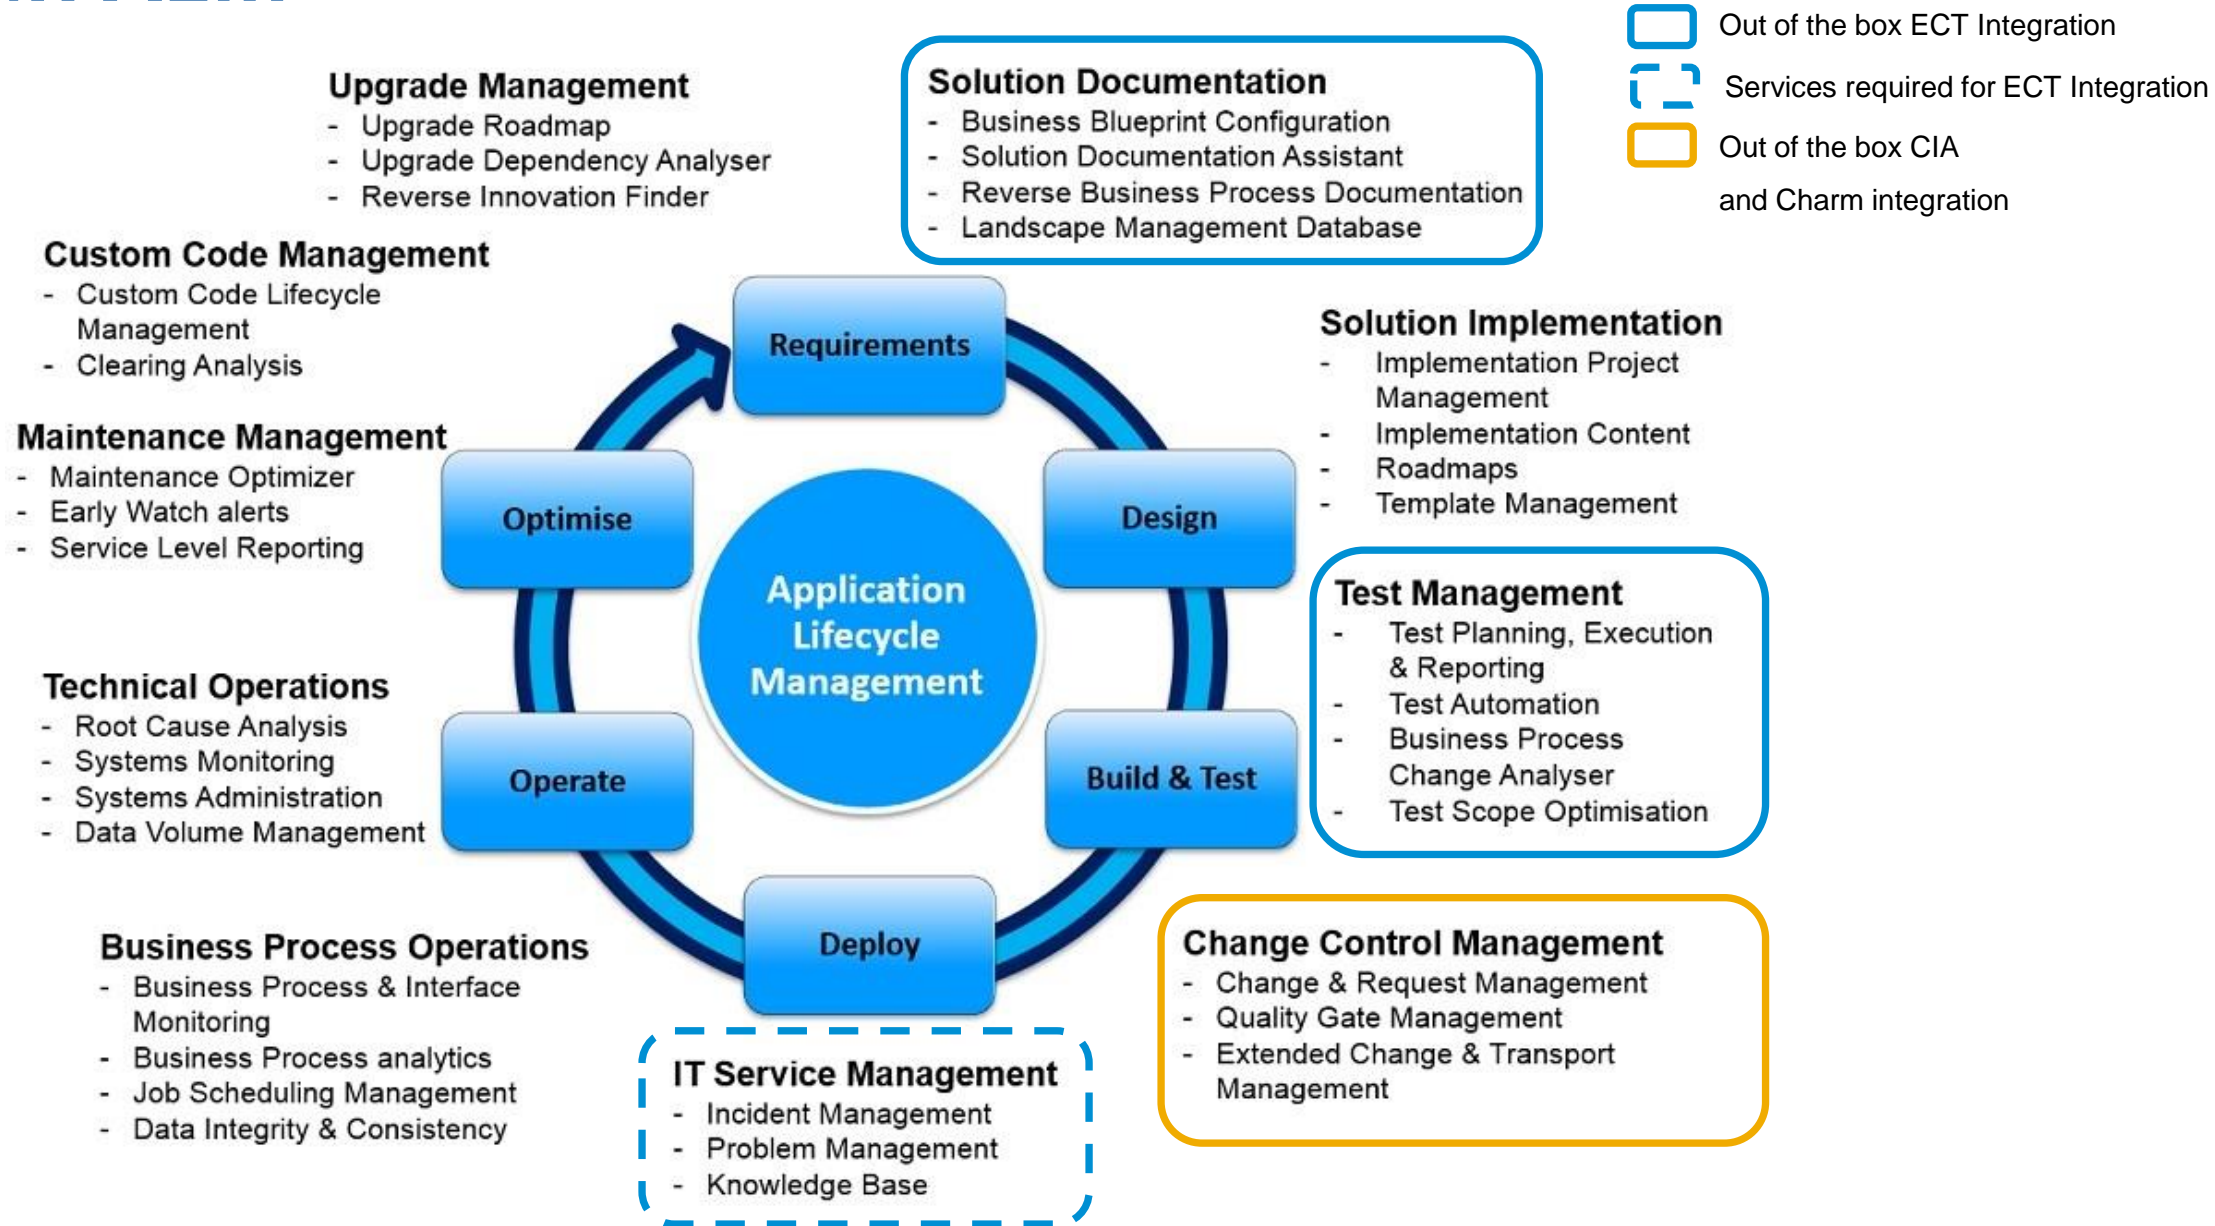 Out of the box ECT Integration
Services required for ECT Integration
Out of the box CIA
and Charm integration
Upgrade Management
- Upgrade Roadmap
- Upgrade Dependency Analyser
- Reverse Innovation Finder
Solution Documentation
- Business Blueprint Configuration
- Solution Documentation Assistant
- Reverse Business Process Documentation
- Landscape Management Database
Custom Code Management
- Custom Code Lifecycle
Management
- Clearing Analysis
Solution Implementation
- Implementation Project
Management
- Implementation Content
- Roadmaps
- Template Management
Maintenance Management
- Maintenance Optimizer
- Early Watch alerts
- Service Level Reporting
Requirements
Optimise
Design
Application
Lifecycle
Management
Test Management
- Test Planning, Execution
& Reporting
- Test Automation
- Business Process
Change Analyser
- Test Scope Optimisation
Technical Operations
- Root Cause Analysis
- Systems Monitoring
- Systems Administration
- Data Volume Management
Operate
Build & Test
Deploy
Business Process Operations
- Business Process & Interface
Monitoring
- Business Process analytics
- Job Scheduling Management
- Data Integrity & Consistency
IT Service Management
- Incident Management
- Problem Management
- Knowledge Base
Change Control Management
- Change & Request Management
- Quality Gate Management
- Extended Change & Transport
Management